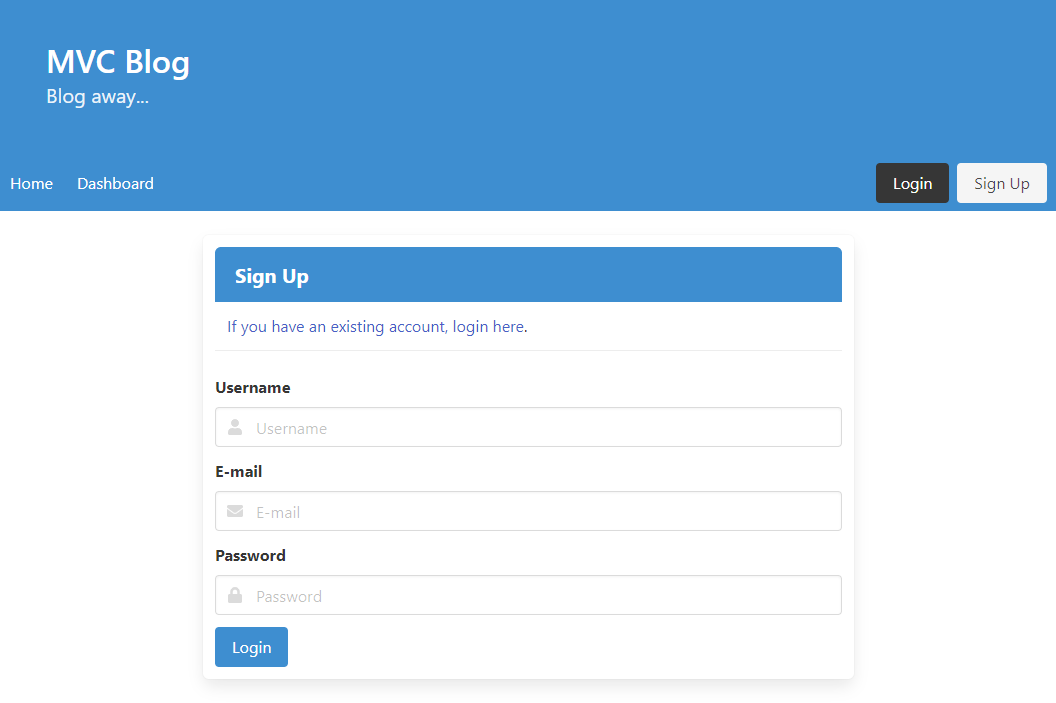 MVC Blog
Blog away...
Home Dashboard Login Sign Up
Sign Up
If you have an existing account, login here.
Username
Username
E-mail
E-mail
Password
Password
Login